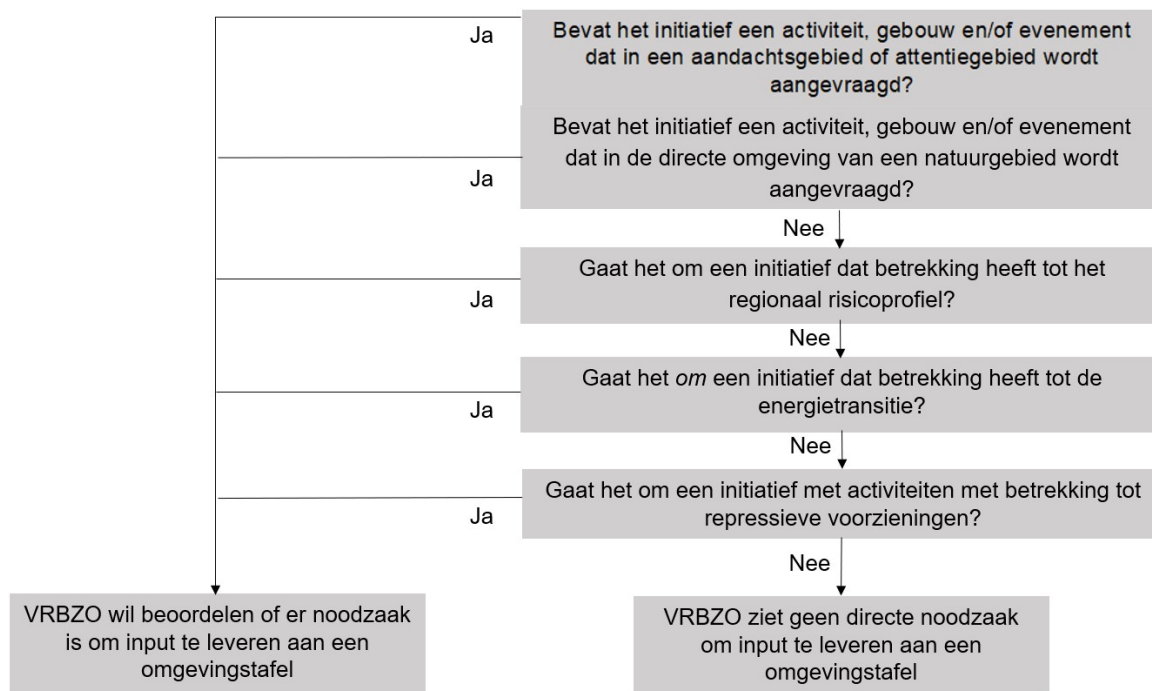 Ja
Bevat het initiatief een activiteit, gebouw en/of evenement
dat in een aandachtsgebied of attentiegebied wordt
aangevraagd?
Ja
Bevat het initiatief een activiteit, gebouw en/of evenement
dat in de directe omgeving van een natuurgebied wordt
aangevraagd?
Nee
Ja
Gaat het om een initiatief dat betrekking heeft tot het
regionaal risicoprofiel?
Nee
Ja
Gaat het om een initiatief dat betrekking heeft tot de
energietransitie?
Nee
Ja
Gaat het om een initiatief met activiteiten met betrekking tot
repressieve voorzieningen?
Nee
VRBZO wil beoordelen of er noodzaak
is om input te leveren aan een
omgevingstafel
VRBZO ziet geen directe noodzaak
om input te leveren aan een
omgevingstafel